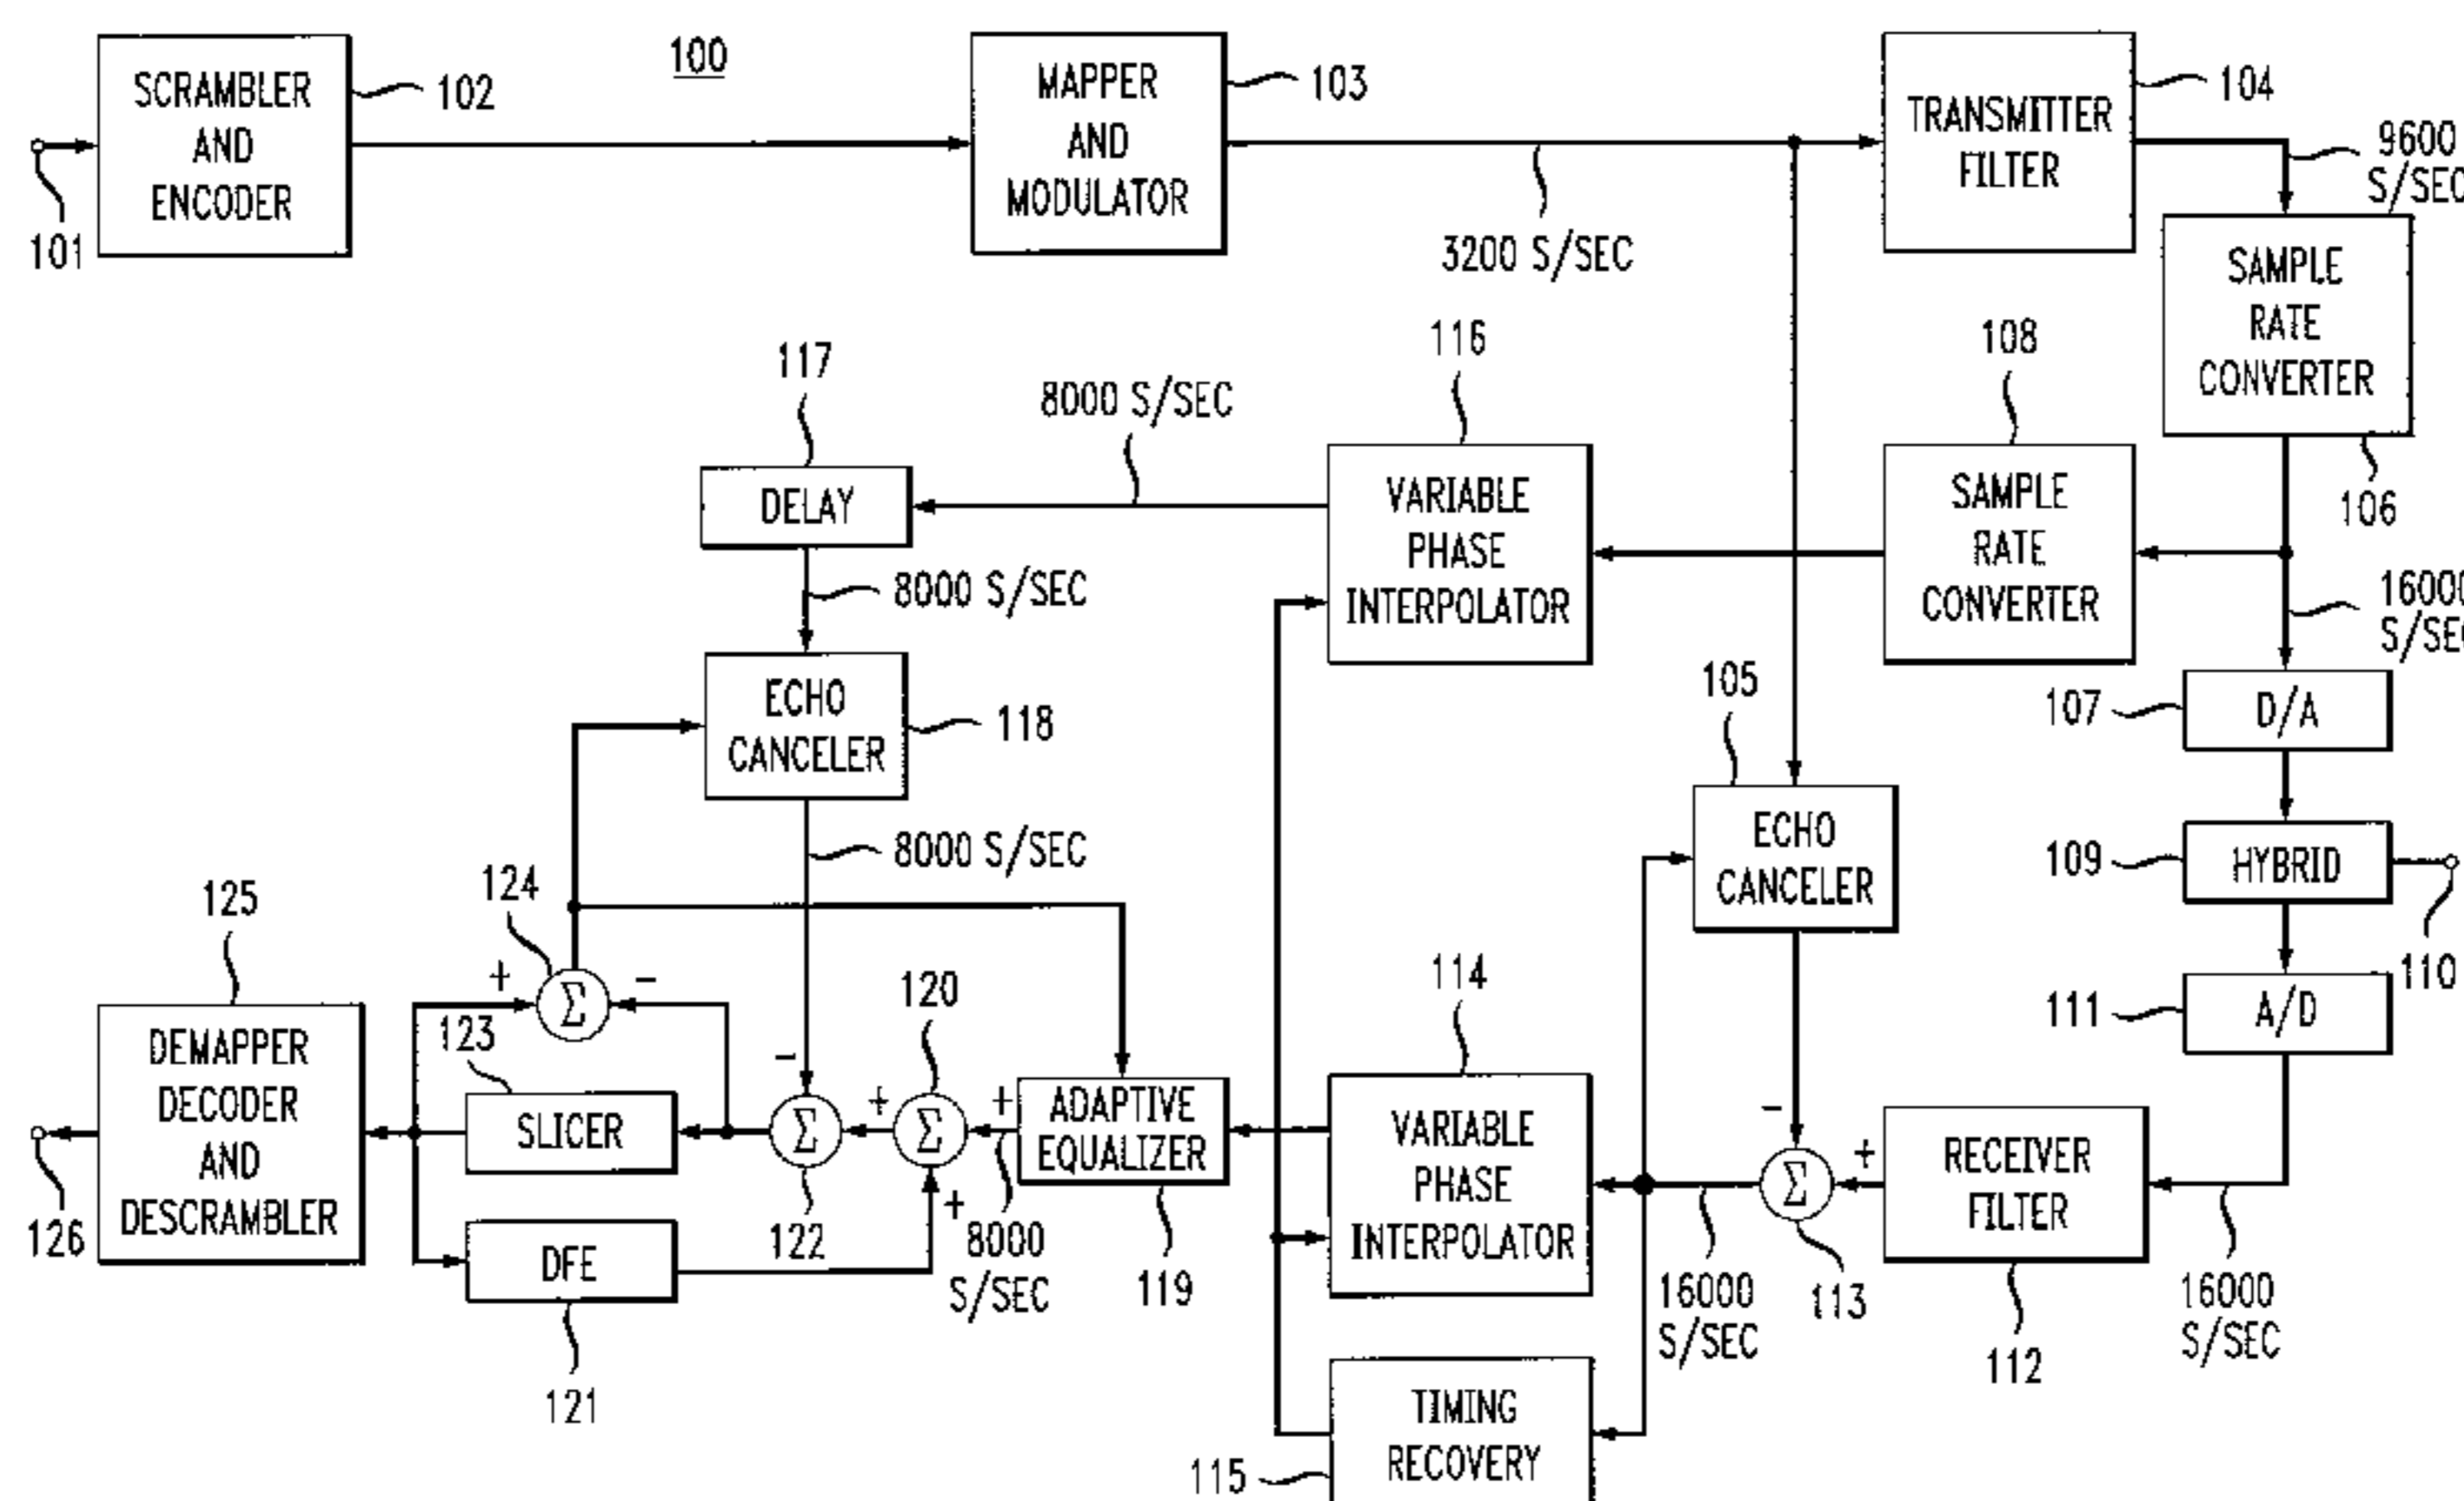 100
SCRAMBLER
AND
ENCODER
102
101
MAPPER
AND
MODULATOR
103
3200 S/SEC
TRANSMITTER
FILTER
104
9600
S/SEC
SAMPLE
RATE
CONVERTER
106
108
SAMPLE
RATE
CONVERTER
116
VARIABLE
PHASE
INTERPOLATOR
8000 S/SEC
117
DELAY
8000 S/SEC
ECHO
CANCELER
118
8000 S/SEC
16000
S/SEC
107
D/A
105
ECHO
CANCELER
109
HYBRID
110
111
A/D
125
DEMAPPER
DECODER
AND
DESCRAMBLER
126
124
+
Σ
-
123
SLICER
DFE
121
-
Σ
122
+
120
Σ
+
+
8000
S/SEC
ADAPTIVE
EQUALIZER
119
114
VARIABLE
PHASE
INTERPOLATOR
16000
S/SEC
-
Σ
+
113
RECEIVER
FILTER
112
16000
S/SEC
TIMING
RECOVERY
115